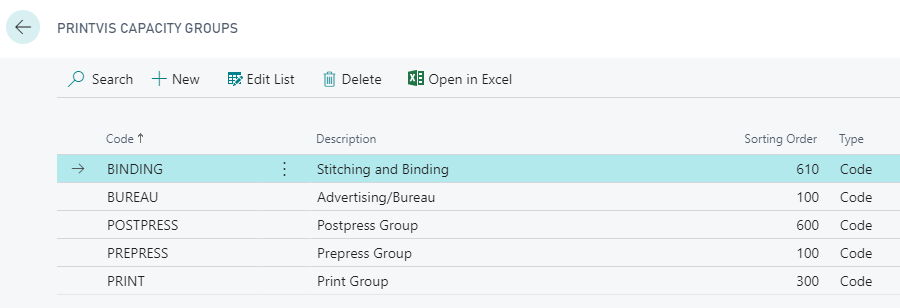 PRINTVIS CAPACITY GROUPS
Search New Edit List Delete Open in Excel
Code ↑ Description Sorting Order Type
BINDING Stitching and Binding 610 Code
BUREAU Advertising/Bureau 100 Code
POSTPRESS Postpress Group 600 Code
PREPRESS Prepress Group 100 Code
PRINT Print Group 300 Code